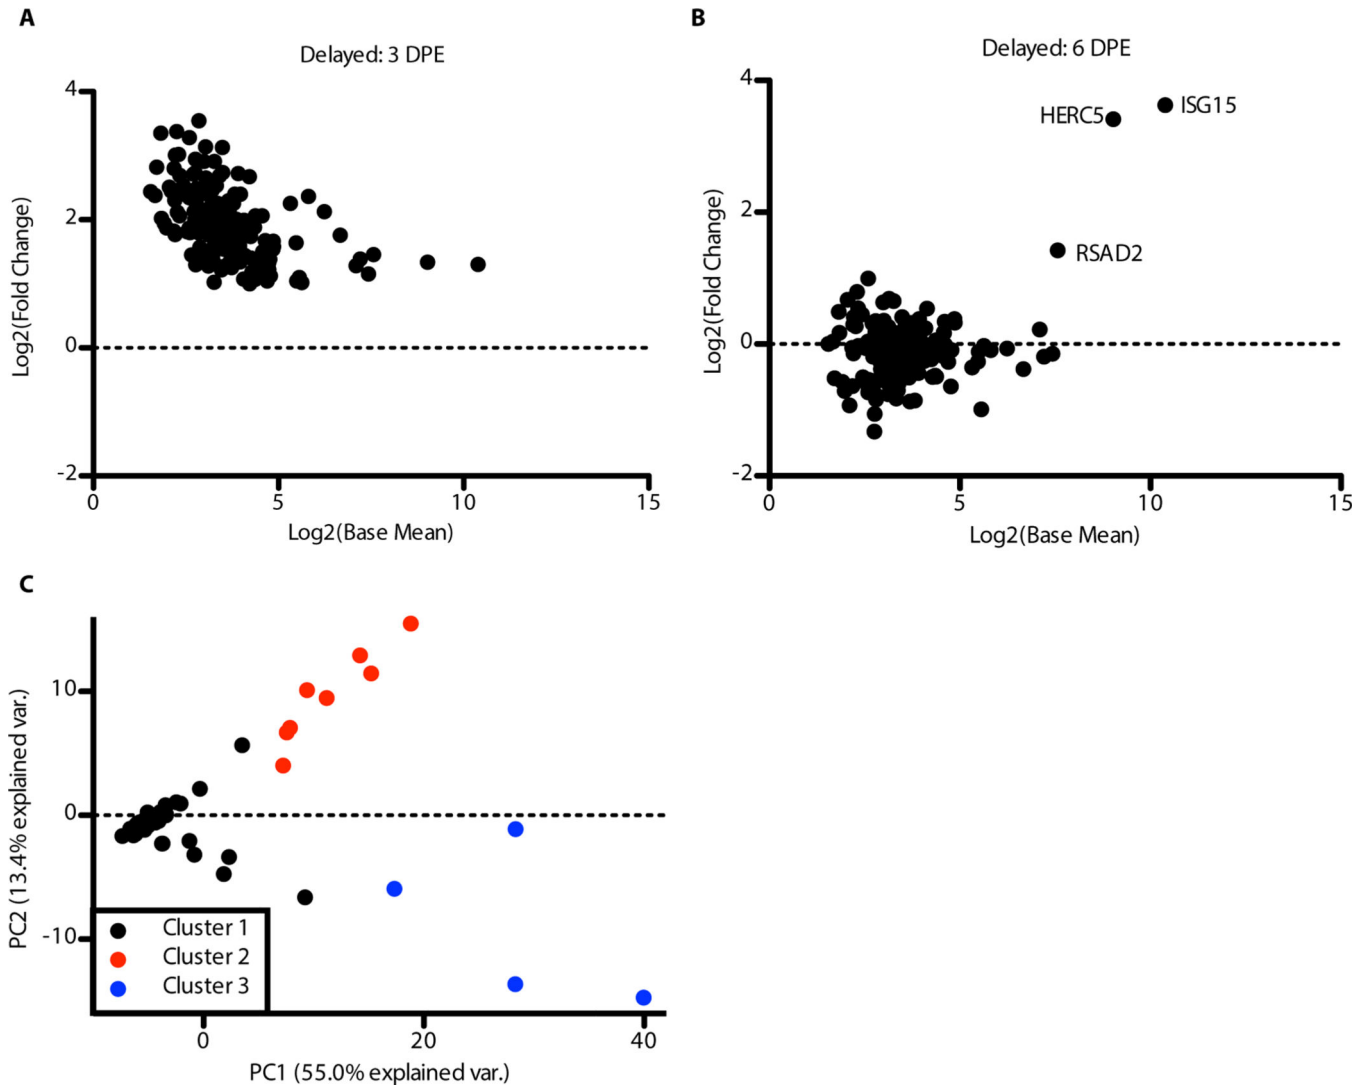 A
Delayed: 3 DPE
4
2
0
-2
0
5
10
15
Log2(Fold Change)
Log2(Base Mean)
B
Delayed: 6 DPE
HERC5
ISG15
RSAD2
4
2
0
-2
0
5
10
15
Log2(Fold Change)
Log2(Base Mean)
C
10
0
-10
PC2 (13.4% explained var.)
Cluster 1
Cluster 2
Cluster 3
0
20
40
PC1 (55.0% explained var.)